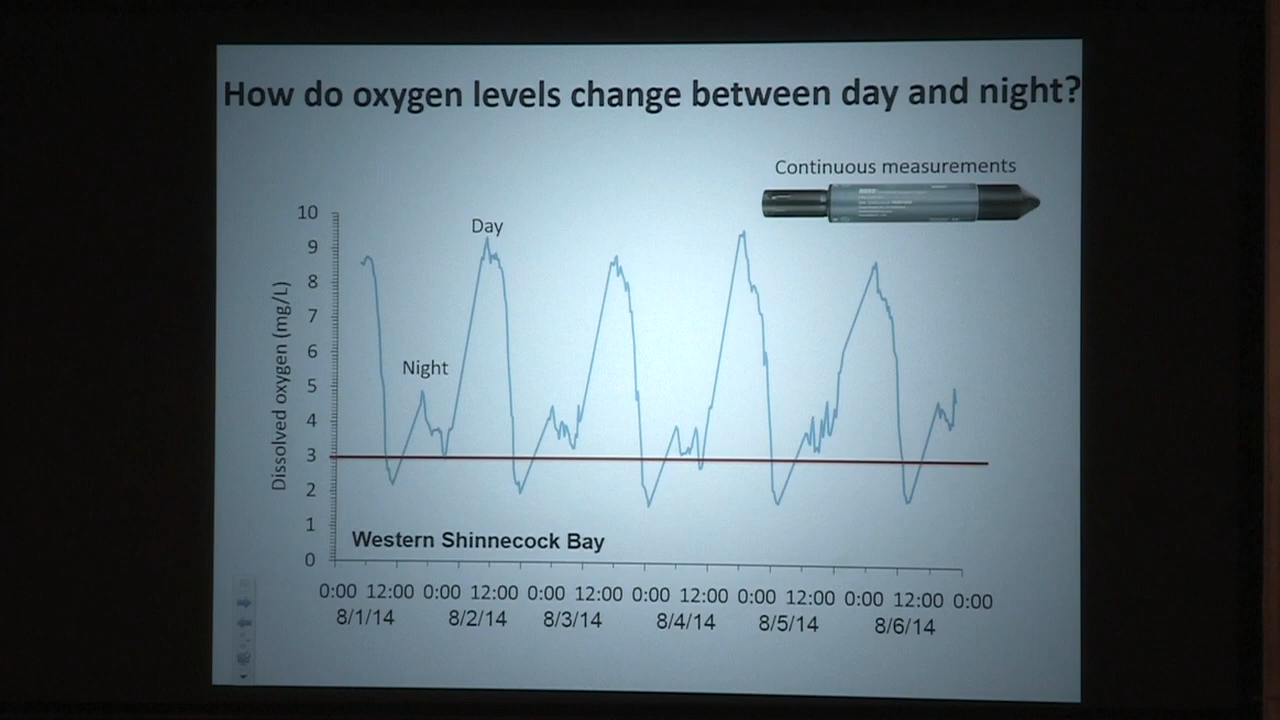 How do oxygen levels change between day and night?
Continuous measurements
Day
Night
Dissolved oxygen (mg/L)
10
9
8
7
6
5
4
3
2
1
0
Western Shinnecock Bay
0:00 12:00 0:00 12:00 0:00 12:00 0:00 12:00 0:00 12:00 0:00 12:00 0:00
8/1/14 8/2/14 8/3/14 8/4/14 8/5/14 8/6/14